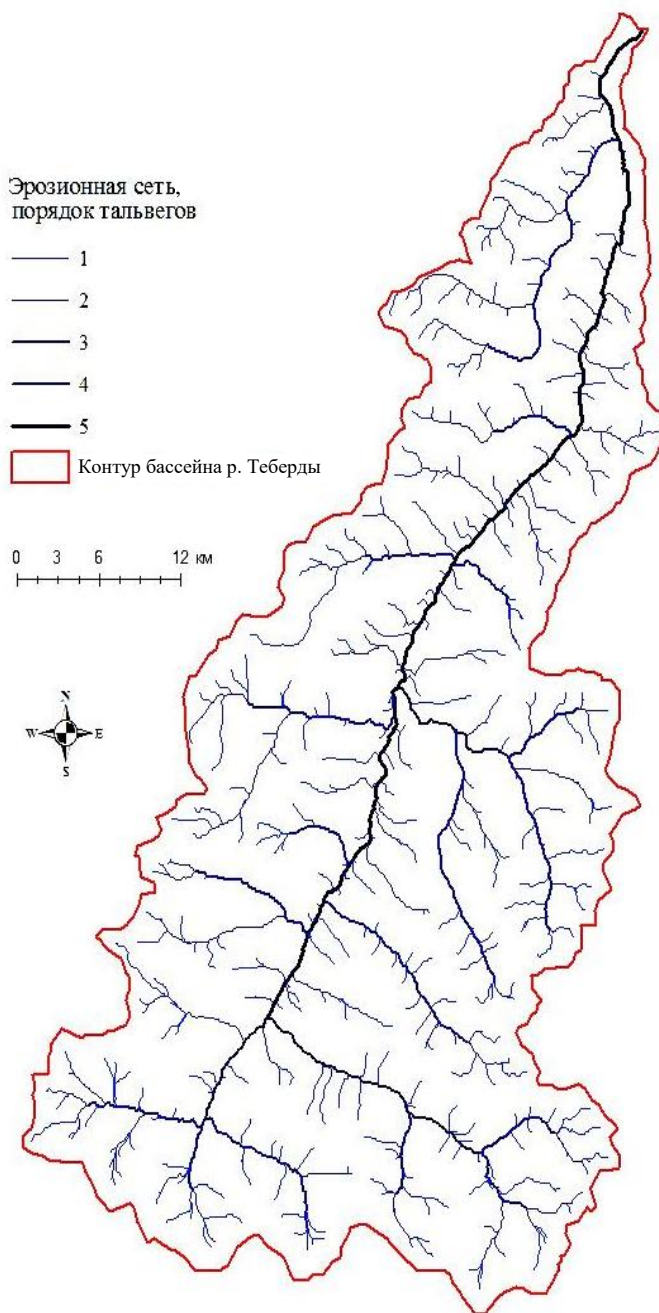 Эрозионная сеть,
порядок тальвегов
1
2
3
4
5
Контур бассейна р. Теберды
0 3 6 12 км
N
W E
S